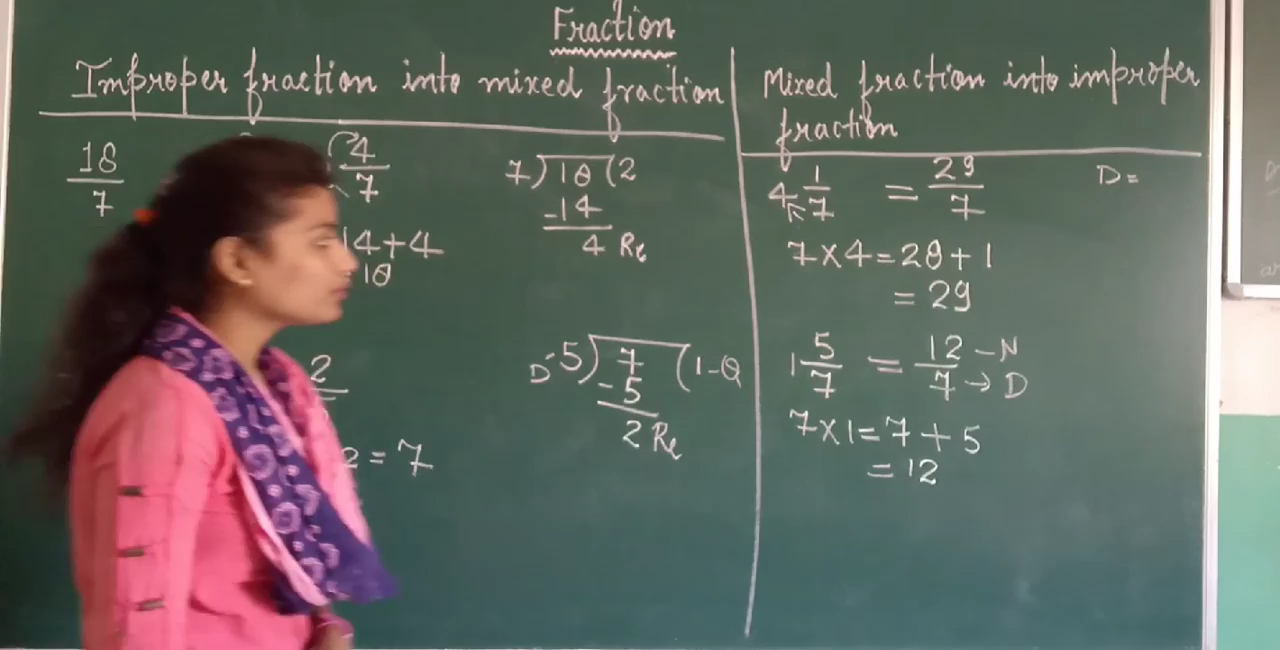 Fraction
Improper fraction into mixed fraction
18/7
4/7
14+4
18
7)18(2
-14
4 Re
2
2 = 7
D-5)7(1-Q
-5
2 Re
Mixed fraction into improper
fraction
4 1/7 = 29/7
D =
7×4=28+1
= 29
1 5/7 = 12/7 -N → D
7×1=7+5
=12